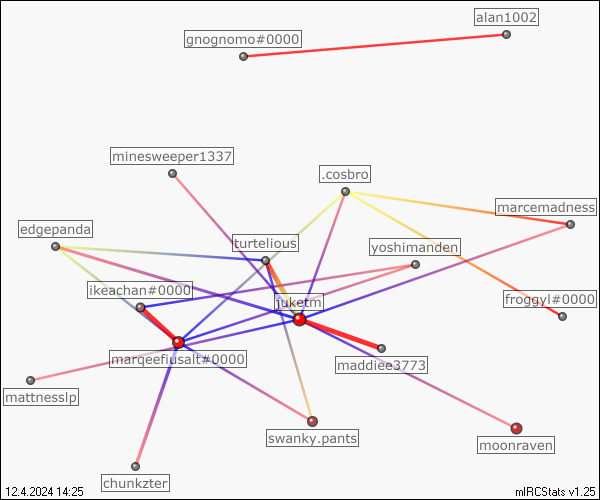 alan1002
gnognomo#0000
minesweeper1337
.cosbro
marcemadness
edgepanda
turtelious
yoshimanden
ikeachan#0000
juketm
froggyl#0000
marqeefiusalt#0000
maddiee3773
mattnesslp
swanky.pants
moonraven
chunkzter
12.4.2024 14:25
mIRCStats v1.25